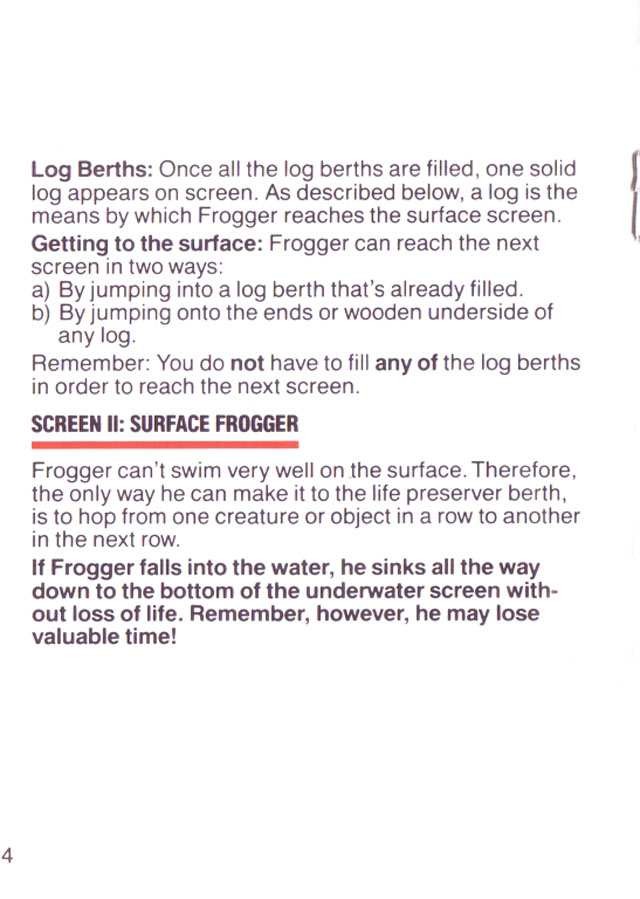 Log Berths: Once all the log berths are filled, one solid
log appears on screen. As described below, a log is the
means by which Frogger reaches the surface screen.
Getting to the surface: Frogger can reach the next
screen in two ways:
a) By jumping into a log berth that's already filled.
b) By jumping onto the ends or wooden underside of
any log.
Remember: You do not have to fill any of the log berths
in order to reach the next screen.
SCREEN II: SURFACE FROGGER
Frogger can't swim very well on the surface. Therefore,
the only way he can make it to the life preserver berth,
is to hop from one creature or object in a row to another
in the next row.
If Frogger falls into the water, he sinks all the way
down to the bottom of the underwater screen with-
out loss of life. Remember, however, he may lose
valuable time!
4